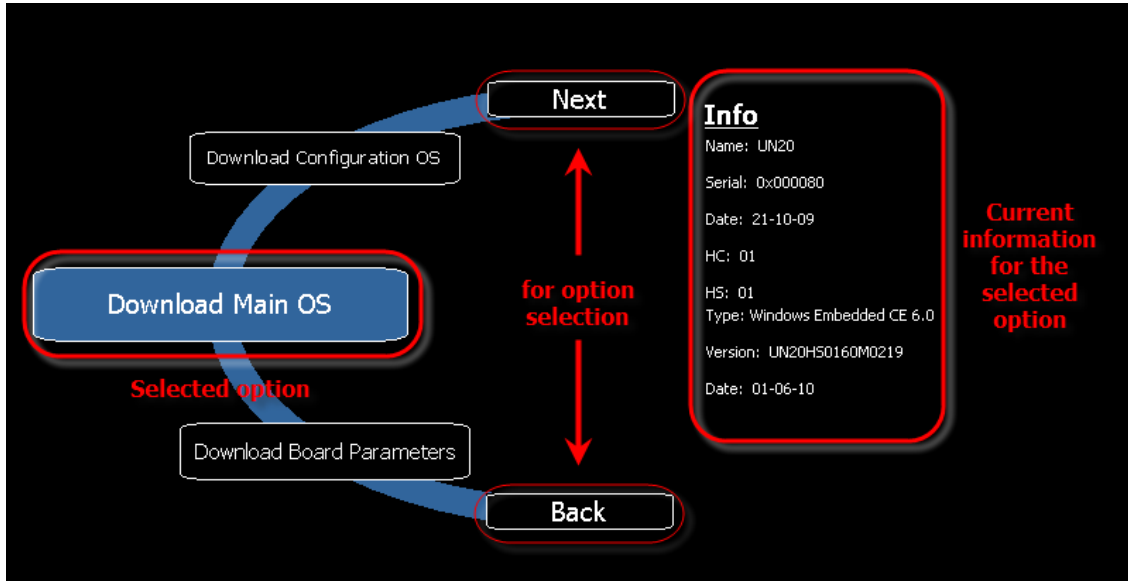 Next
Download Configuration OS
Download Main OS
Selected option
Download Board Parameters
Back
for option
selection
Info
Name: UN20
Serial: 0x000080
Date: 21-10-09
HC: 01
HS: 01
Type: Windows Embedded CE 6.0
Version: UN20HS0160M0219
Date: 01-06-10
Current
information
for the
selected
option